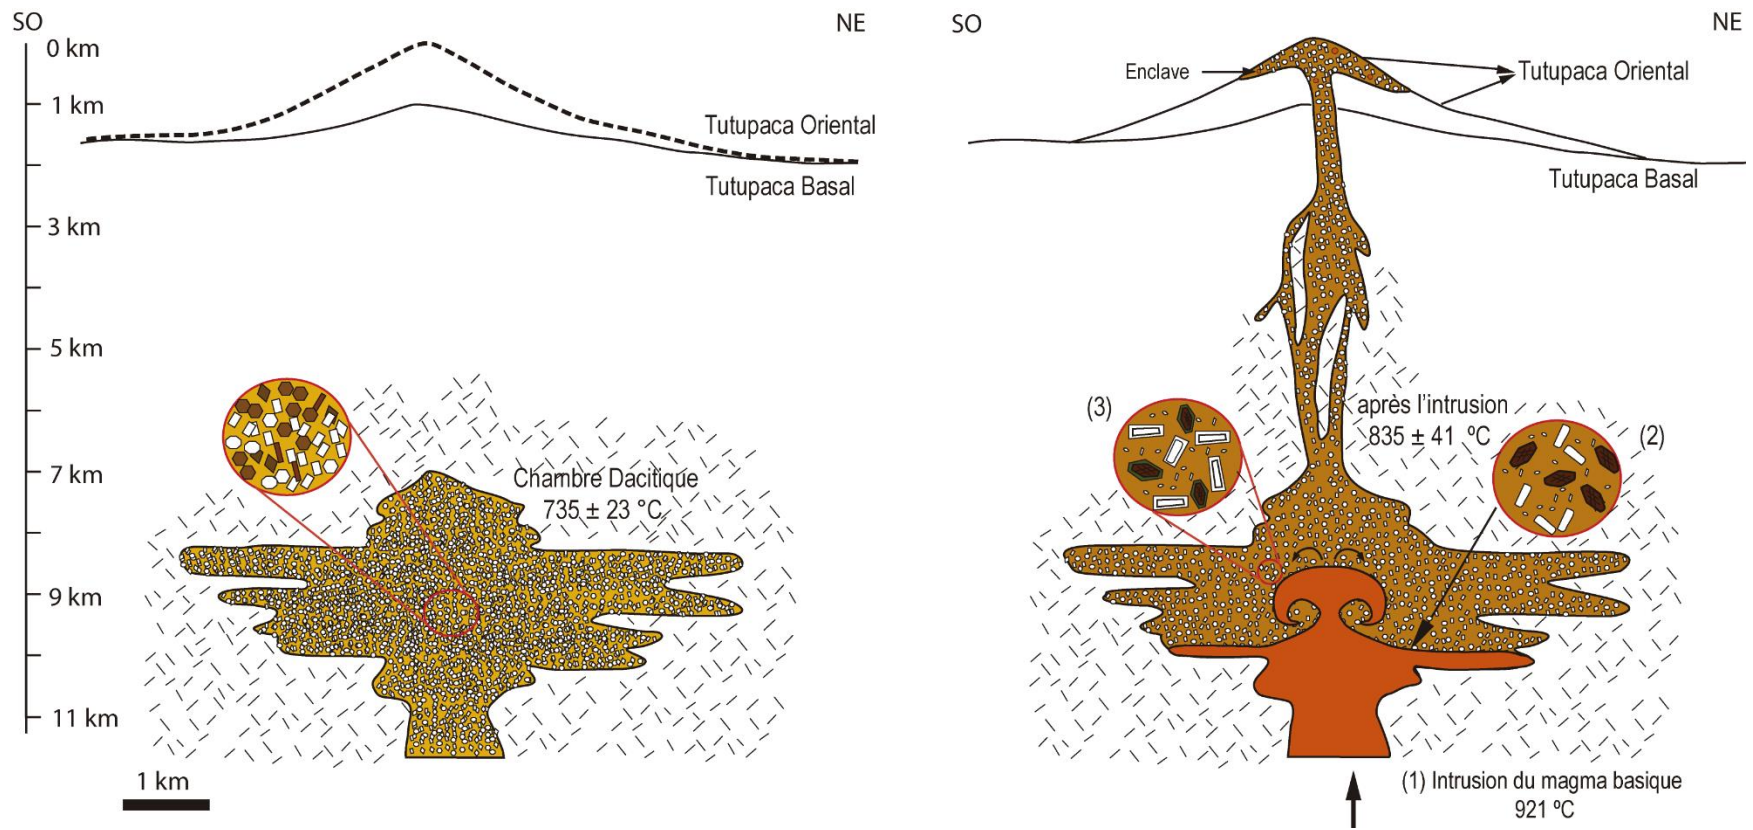 SO
NE
0 km
1 km
3 km
5 km
7 km
9 km
11 km
Tutupaca Oriental
Tutupaca Basal
Chambre Dacitique
735 ± 23 °C
1 km
SO
NE
Enclave
Tutupaca Oriental
Tutupaca Basal
(3)
après l'intrusion
835 ± 41 ºC
(2)
(1) Intrusion du magma basique
921 ºC